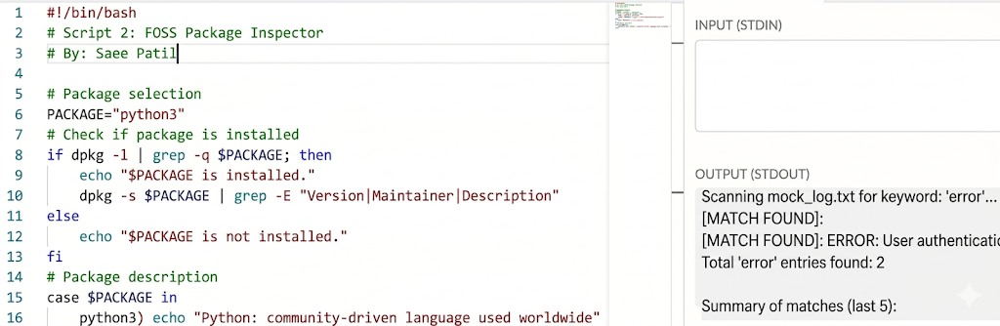 1 #!/bin/bash
2 # Script 2: FOSS Package Inspector
3 # By: Saee Patil
4
5 # Package selection
6 PACKAGE="python3"
7 # Check if package is installed
8 if dpkg -l | grep -q $PACKAGE; then
9 echo "$PACKAGE is installed."
10 dpkg -s $PACKAGE | grep -E "Version|Maintainer|Description"
11 else
12 echo "$PACKAGE is not installed."
13 fi
14 # Package description
15 case $PACKAGE in
16 python3) echo "Python: community-driven language used worldwide"
INPUT (STDIN)
OUTPUT (STDOUT)
Scanning mock_log.txt for keyword: 'error'...
[MATCH FOUND]:
[MATCH FOUND]: ERROR: User authenticatio
Total 'error' entries found: 2
Summary of matches (last 5):